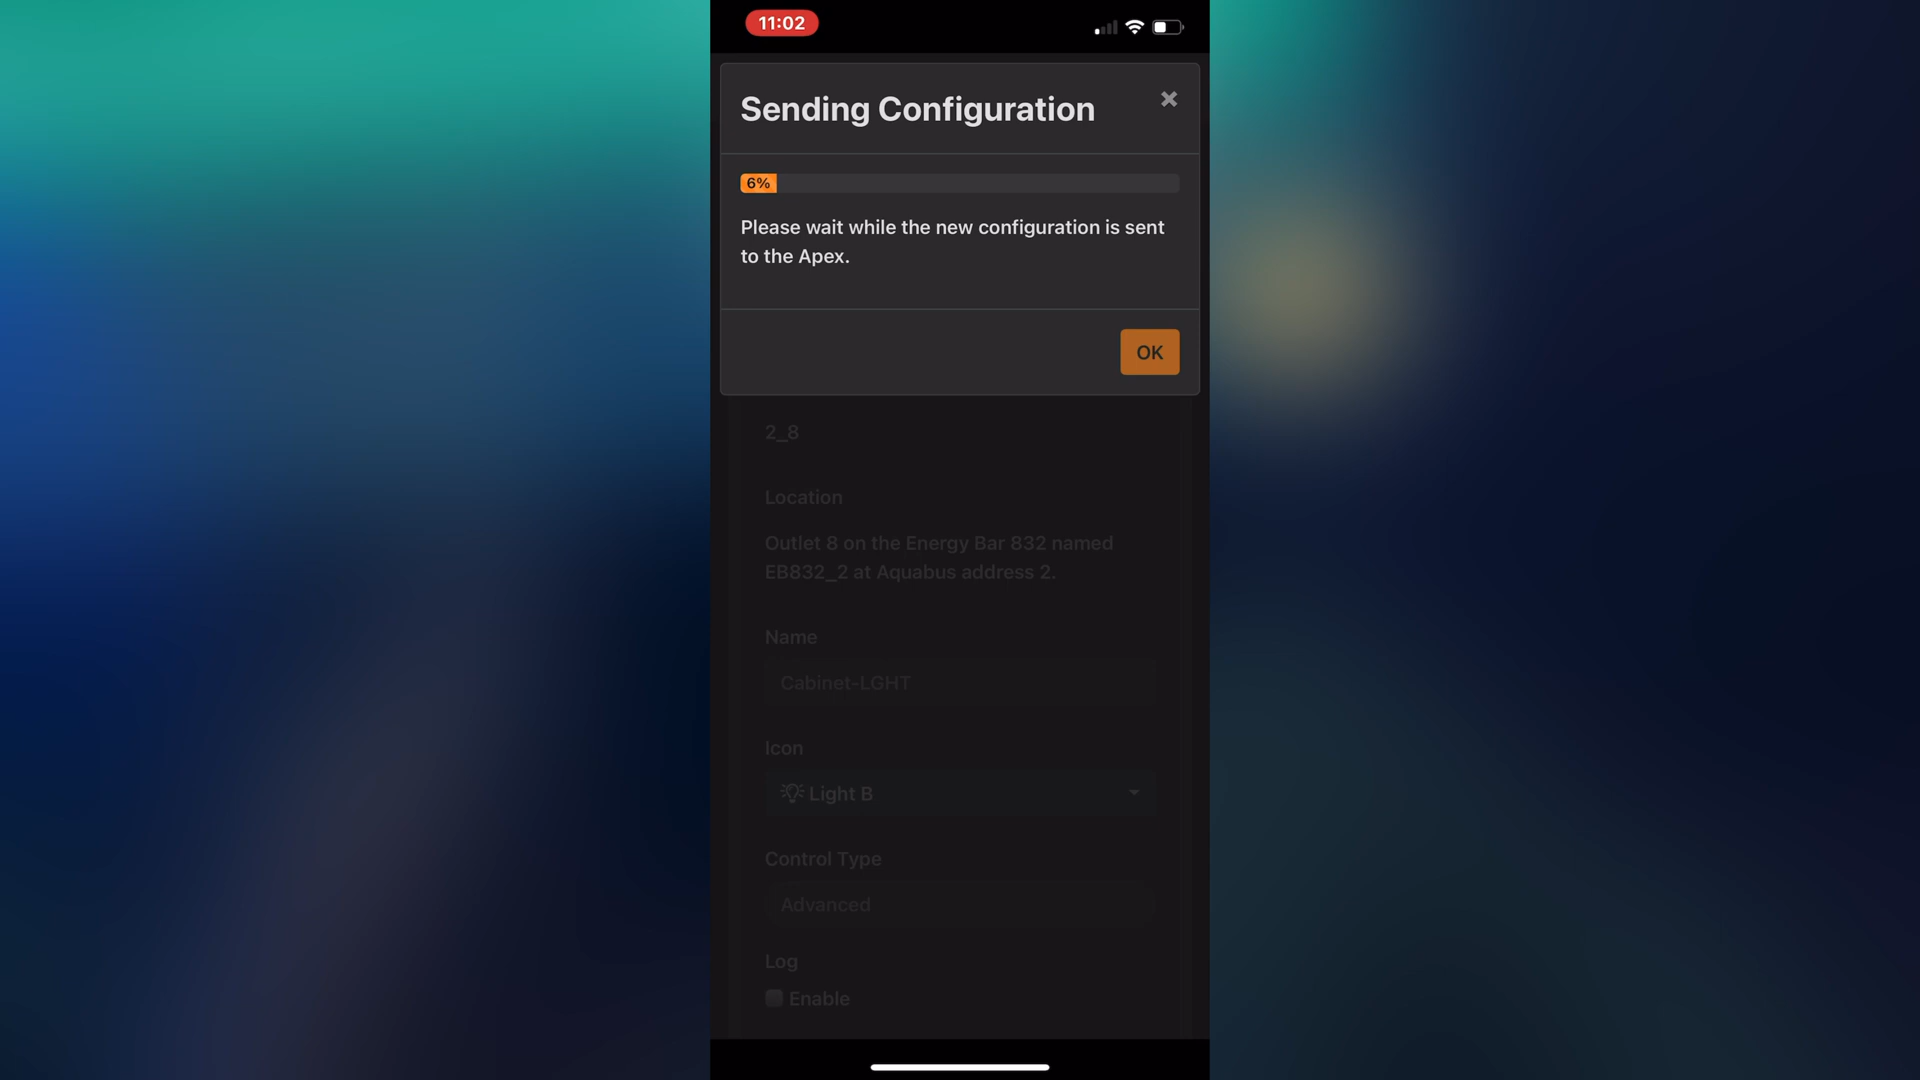 11:02
Sending Configuration
6%
Please wait while the new configuration is sent
to the Apex.
OK
2_8
Location
Outlet 8 on the Energy Bar 832 named
EB832_2 at Aquabus address 2.
Name
Cabinet-LGHT
Icon
Light B
Control Type
Advanced
Log
Enable